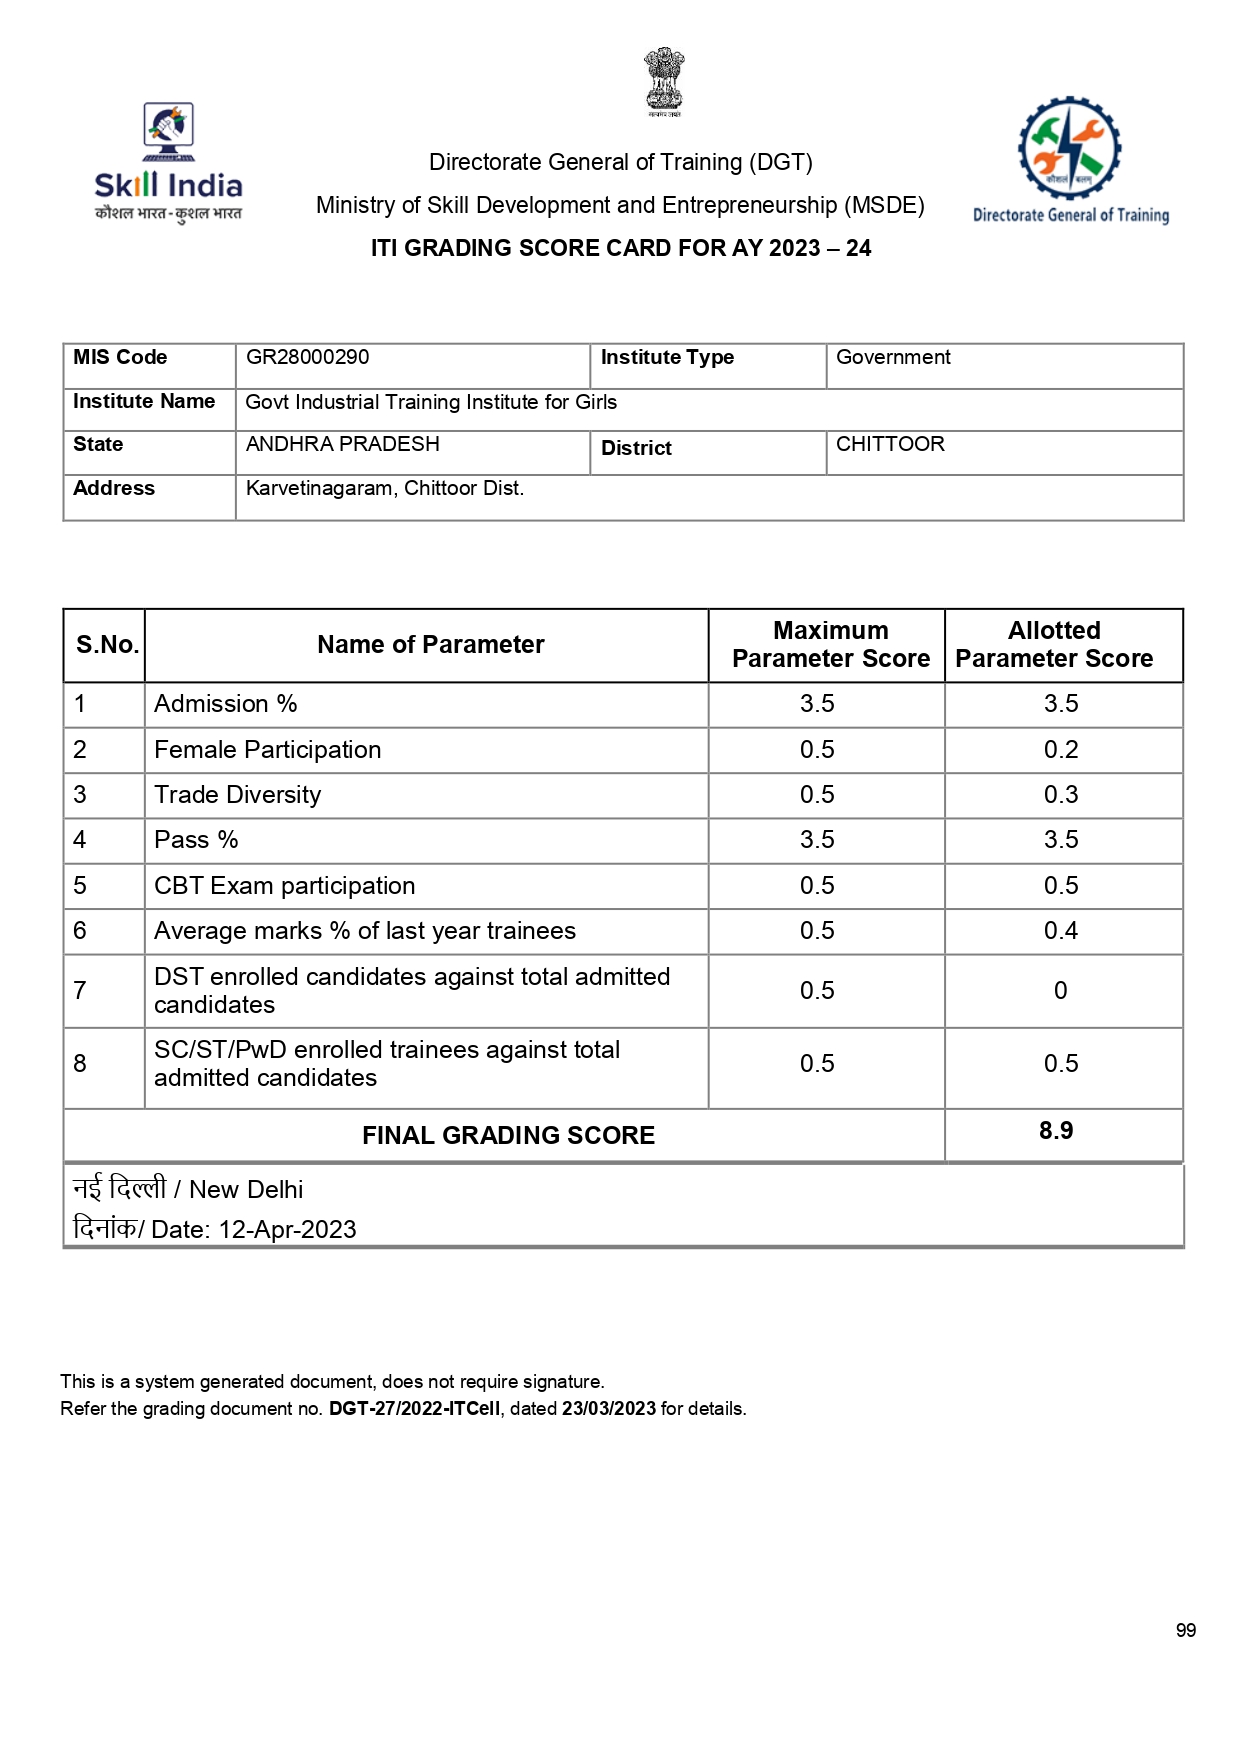 सत्यमेव जयते
Skill India
कौशल भारत-कुशल भारत
कौशलं बलम्
Directorate General of Training
Directorate General of Training (DGT)
Ministry of Skill Development and Entrepreneurship (MSDE)
ITI GRADING SCORE CARD FOR AY 2023 – 24
MIS Code GR28000290 Institute Type Government
Institute Name Govt Industrial Training Institute for Girls
State ANDHRA PRADESH District CHITTOOR
Address Karvetinagaram, Chittoor Dist.
S.No. Name of Parameter Maximum Parameter Score Allotted Parameter Score
1 Admission % 3.5 3.5
2 Female Participation 0.5 0.2
3 Trade Diversity 0.5 0.3
4 Pass % 3.5 3.5
5 CBT Exam participation 0.5 0.5
6 Average marks % of last year trainees 0.5 0.4
7 DST enrolled candidates against total admitted candidates 0.5 0
8 SC/ST/PwD enrolled trainees against total admitted candidates 0.5 0.5
FINAL GRADING SCORE 8.9
नई दिल्ली / New Delhi
दिनांक/ Date: 12-Apr-2023
This is a system generated document, does not require signature.
Refer the grading document no. DGT-27/2022-ITCell, dated 23/03/2023 for details.
99